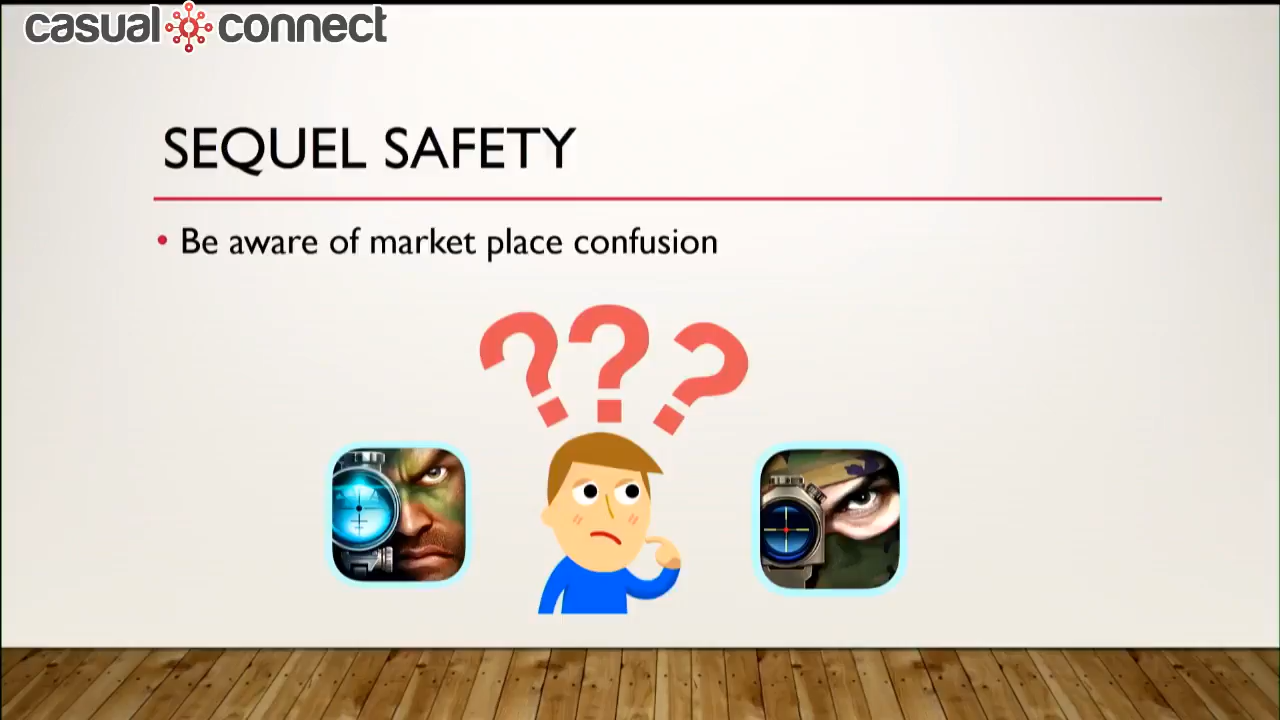 casual connect
SEQUEL SAFETY
• Be aware of market place confusion
???